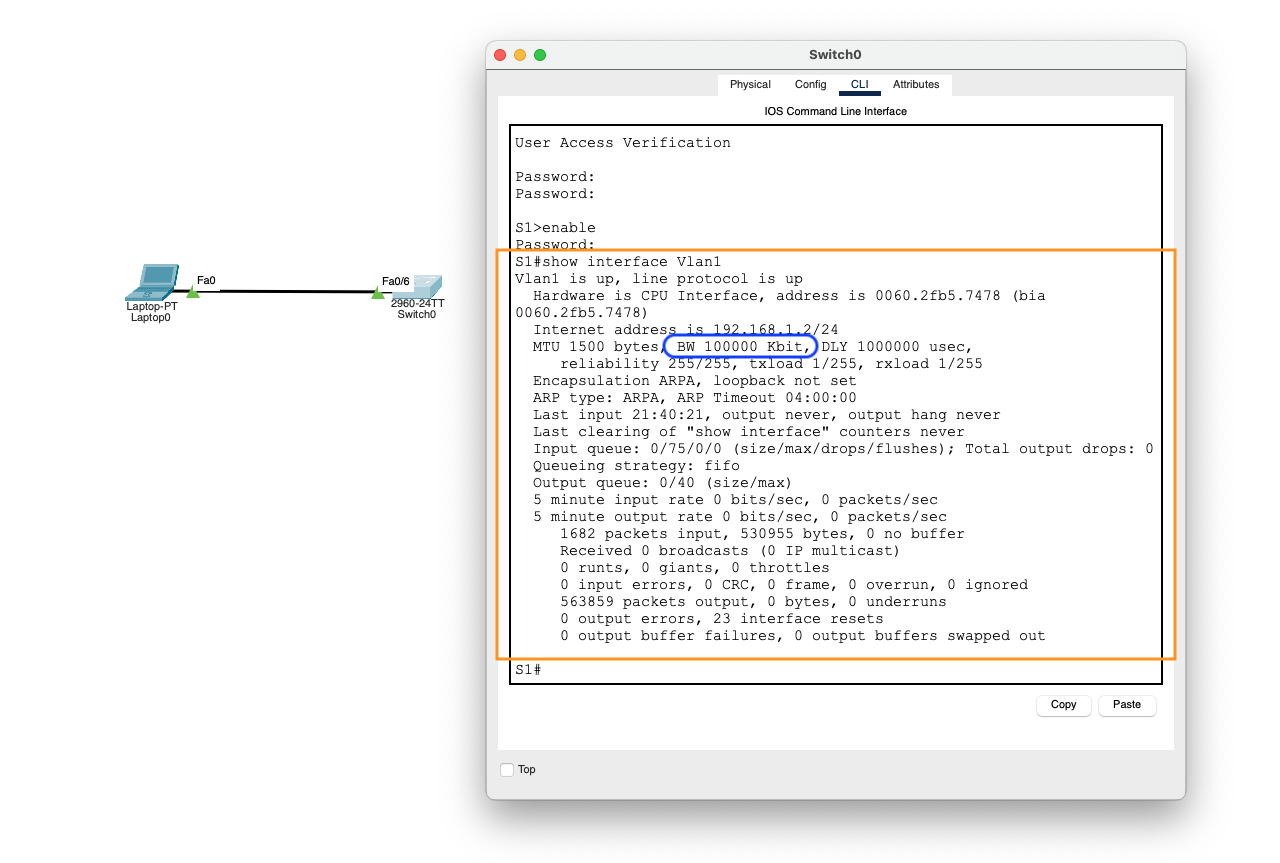 Switch0
Physical Config CLI Attributes
IOS Command Line Interface
User Access Verification
Password:
Password:
S1>enable
Password:
S1#show interface Vlan1
Vlan1 is up, line protocol is up
Hardware is CPU Interface, address is 0060.2fb5.7478 (bia
0060.2fb5.7478)
Internet address is 192.168.1.2/24
MTU 1500 bytes, BW 100000 Kbit, DLY 1000000 usec,
reliability 255/255, txload 1/255, rxload 1/255
Encapsulation ARPA, loopback not set
ARP type: ARPA, ARP Timeout 04:00:00
Last input 21:40:21, output never, output hang never
Last clearing of "show interface" counters never
Input queue: 0/75/0/0 (size/max/drops/flushes); Total output drops: 0
Queueing strategy: fifo
Output queue: 0/40 (size/max)
5 minute input rate 0 bits/sec, 0 packets/sec
5 minute output rate 0 bits/sec, 0 packets/sec
1682 packets input, 530955 bytes, 0 no buffer
Received 0 broadcasts (0 IP multicast)
0 runts, 0 giants, 0 throttles
0 input errors, 0 CRC, 0 frame, 0 overrun, 0 ignored
563859 packets output, 0 bytes, 0 underruns
0 output errors, 23 interface resets
0 output buffer failures, 0 output buffers swapped out
S1#
Copy Paste
Top
Fa0
Laptop-PT
Laptop0
Fa0/6
2960-24TT
Switch0